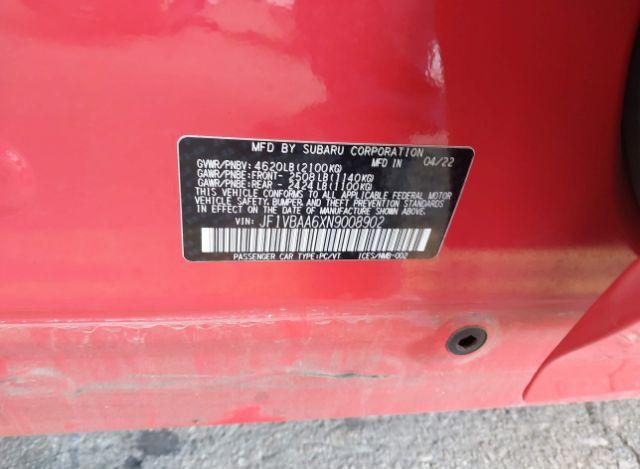 MFD BY SUBARU CORPORATION
GVWR/PNBV: 4620LB(2100KG) MFD IN 04/22
GAWR/PNBE:FRONT- 2508LB(1140KG)
GAWR/PNBE:REAR - 2424LB(1100KG)
THIS VEHICLE CONFORMS TO ALL APPLICABLE FEDERAL MOTOR
VEHICLE SAFETY, BUMPER, AND THEFT PREVENTION STANDARDS
IN EFFECT ON THE DATE OF MANUFACTURE SHOWN ABOVE.
VIN: JF1VBAA6XN9008902
PASSENGER CAR TYPE:PC/VT ICES/NMB-002